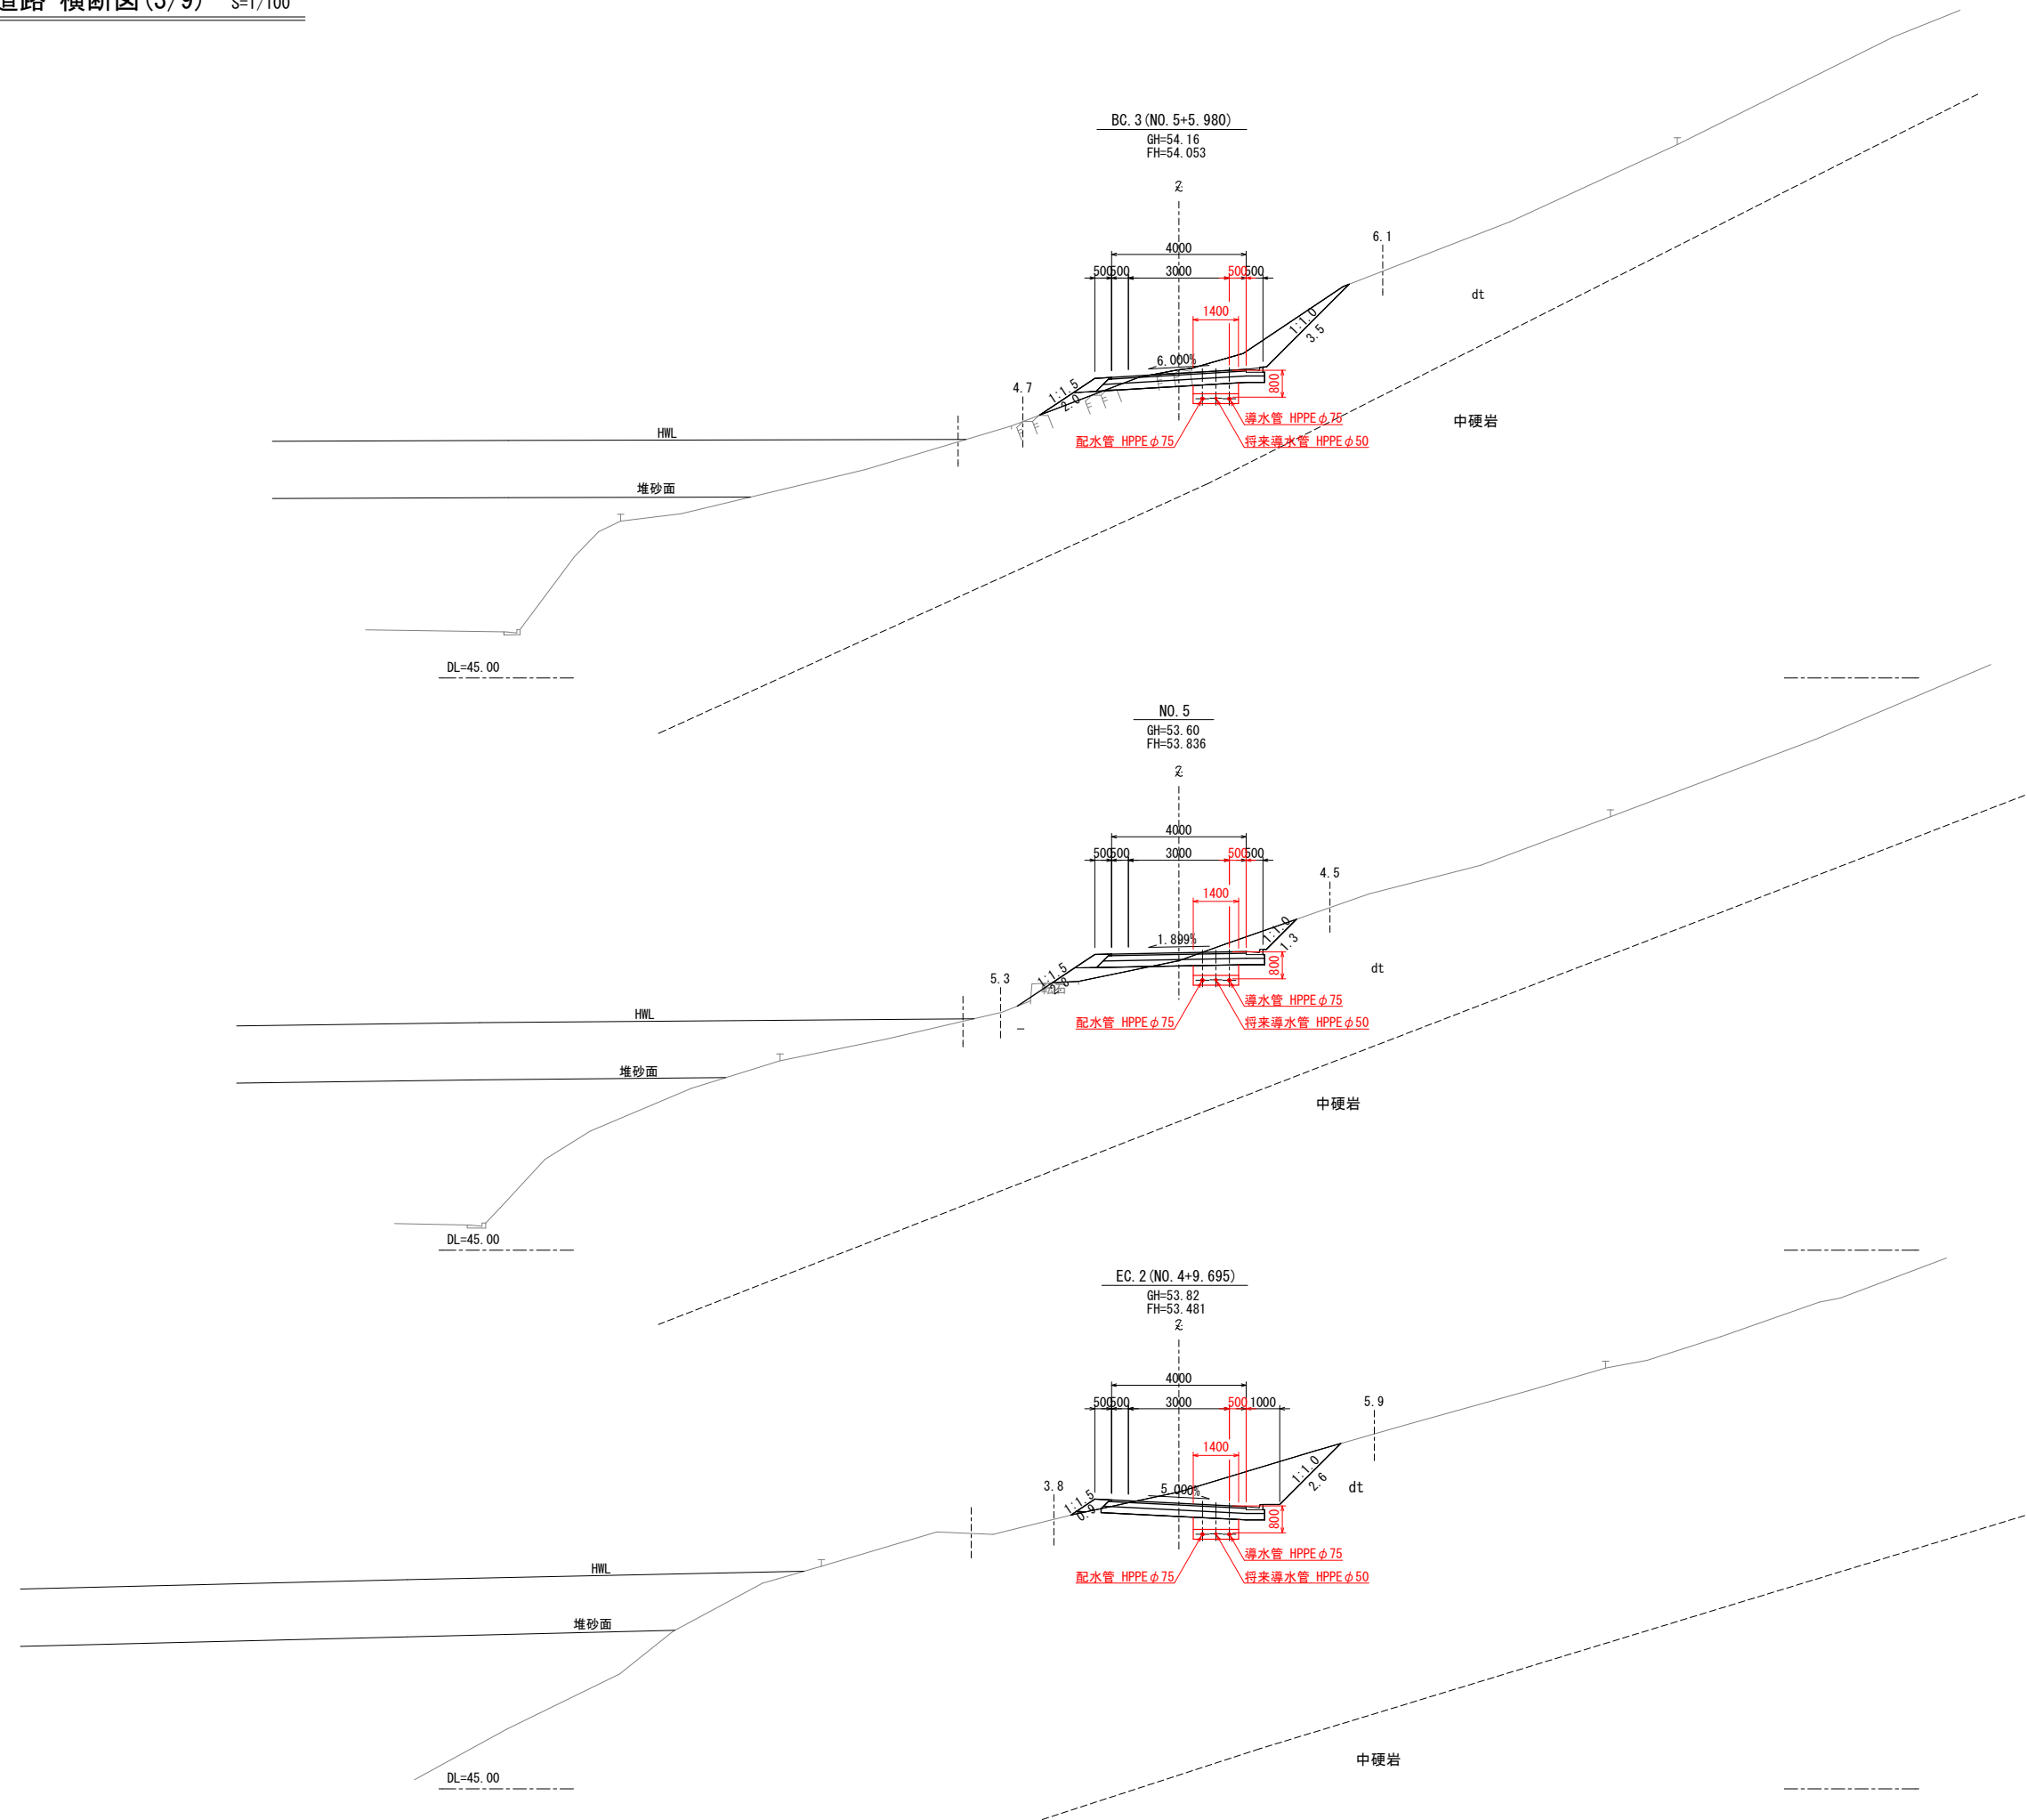 道路 横断図(3/9) S=1/100
BC.3(NO.5+5.980)
GH=54.16
FH=54.053
6.1
4000
500 500 3000 500 500
dt
1400
1:1.0
3.5
6.000%
1:1.5
2.0
4.7
800
導水管 HPPEφ75
中硬岩
HWL
配水管 HPPEφ75 将来導水管 HPPEφ50
堆砂面
DL=45.00
NO.5
GH=53.60
FH=53.836
4000
500 500 3000 500 500
4.5
1400
1:1.0
1.3
1.899%
800
dt
1:1.5
2.8
5.3
導水管 HPPEφ75
HWL
配水管 HPPEφ75 将来導水管 HPPEφ50
堆砂面
中硬岩
DL=45.00
EC.2(NO.4+9.695)
GH=53.82
FH=53.481
4000
500 500 3000 500 1000
5.9
1400
1:1.0
2.6
dt
5.000%
3.8
1:1.5
0.9
800
導水管 HPPEφ75
HWL
配水管 HPPEφ75 将来導水管 HPPEφ50
堆砂面
中硬岩
DL=45.00